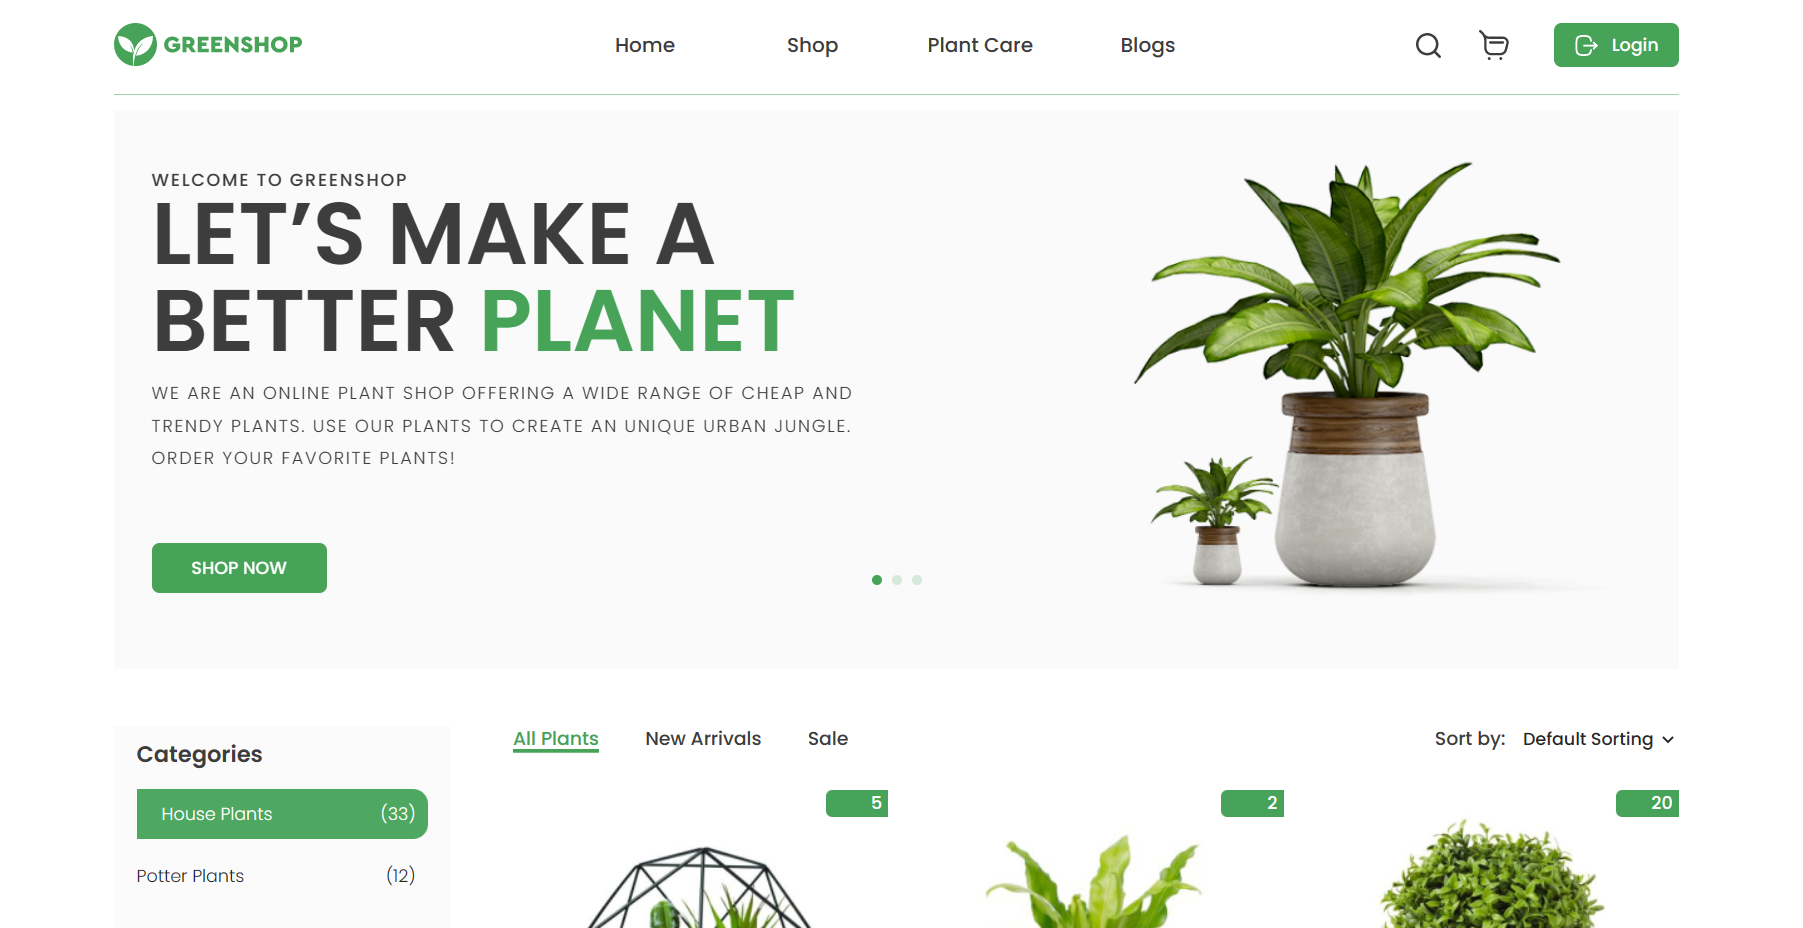 GREENSHOP
Home
Shop
Plant Care
Blogs
Login
WELCOME TO GREENSHOP
LET’S MAKE A
BETTER PLANET
WE ARE AN ONLINE PLANT SHOP OFFERING A WIDE RANGE OF CHEAP AND
TRENDY PLANTS. USE OUR PLANTS TO CREATE AN UNIQUE URBAN JUNGLE.
ORDER YOUR FAVORITE PLANTS!
SHOP NOW
Categories
House Plants (33)
Potter Plants (12)
All Plants
New Arrivals
Sale
Sort by: Default Sorting
5
2
20